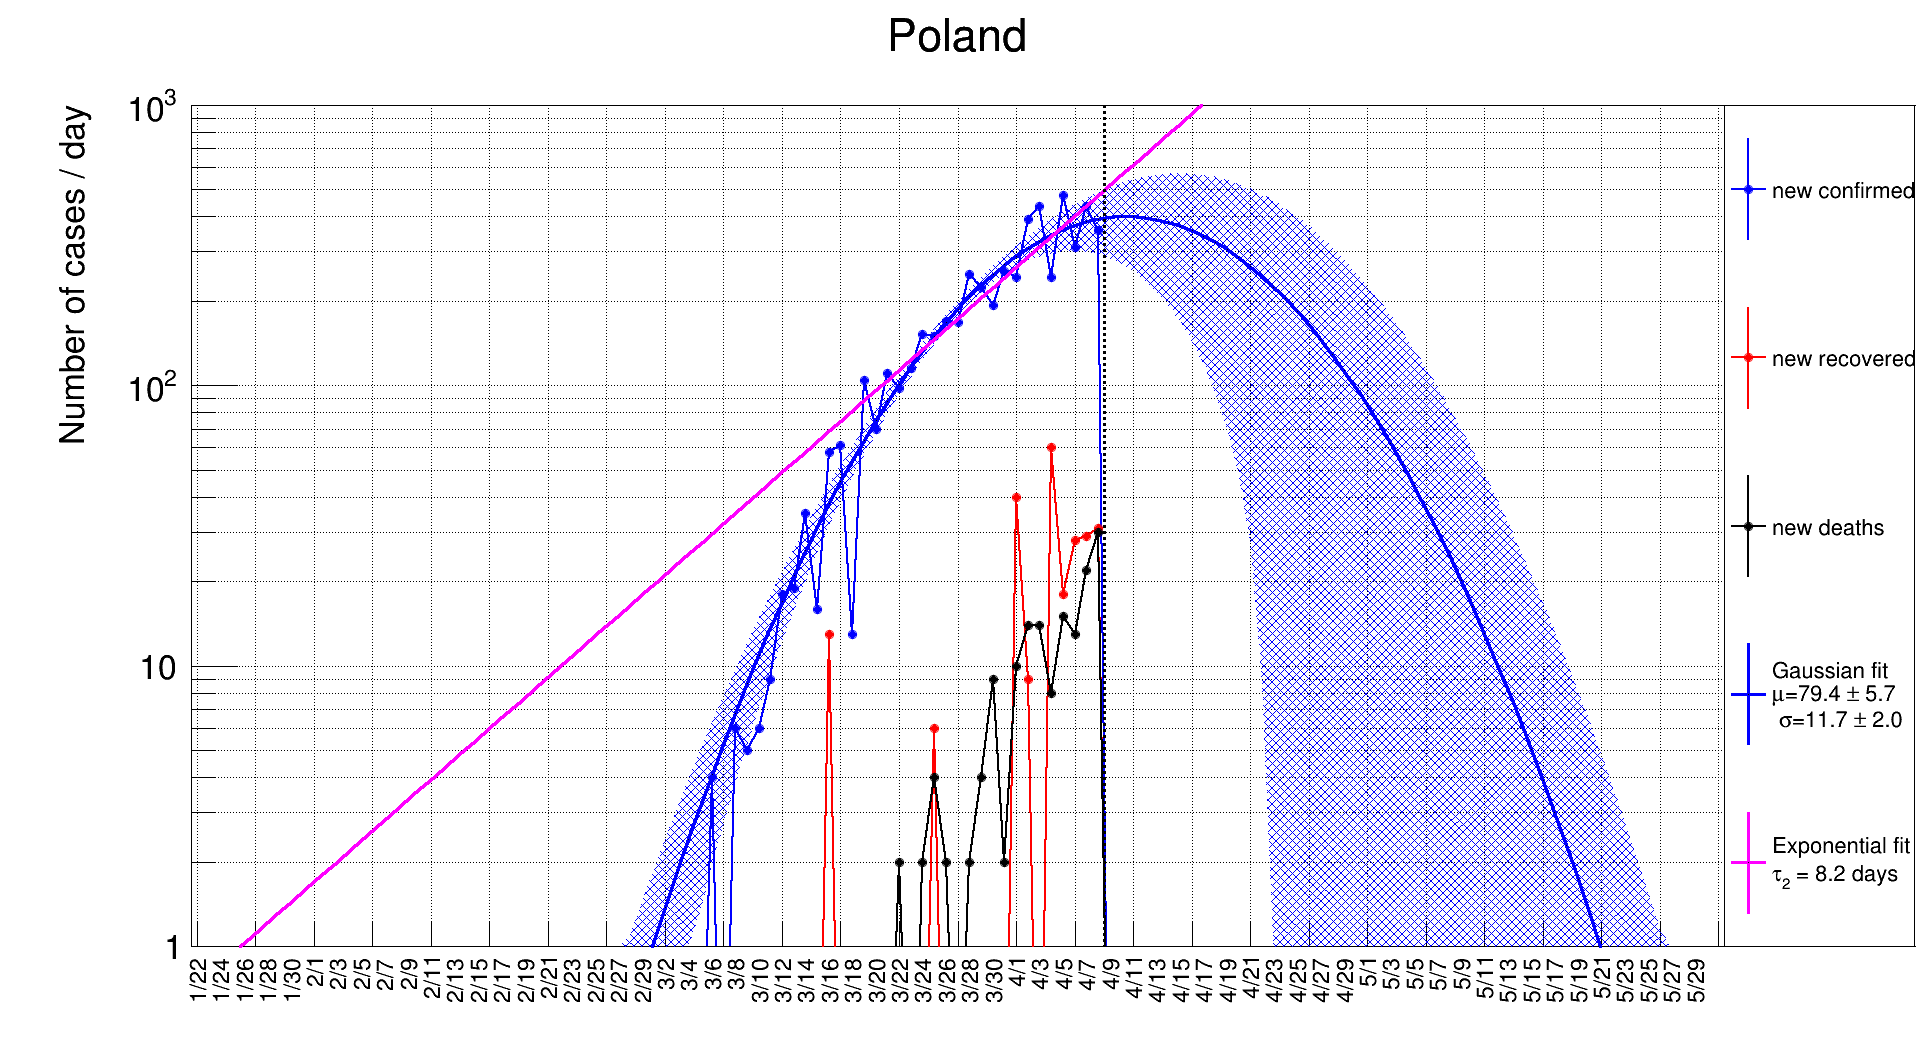 Poland
Number of cases / day
10³
10²
10
1
1/22 1/24 1/26 1/28 1/30 2/1 2/3 2/5 2/7 2/9 2/11 2/13 2/15 2/17 2/19 2/21 2/23 2/25 2/27 2/29 3/2 3/4 3/6 3/8 3/10 3/12 3/14 3/16 3/18 3/20 3/22 3/24 3/26 3/28 3/30 4/1 4/3 4/5 4/7 4/9 4/11 4/13 4/15 4/17 4/19 4/21 4/23 4/25 4/27 4/29 5/1 5/3 5/5 5/7 5/9 5/11 5/13 5/15 5/17 5/19 5/21 5/23 5/25 5/27 5/29
new confirmed
new recovered
new deaths
Gaussian fit
μ=79.4 ± 5.7
σ=11.7 ± 2.0
Exponential fit
τ₂ = 8.2 days